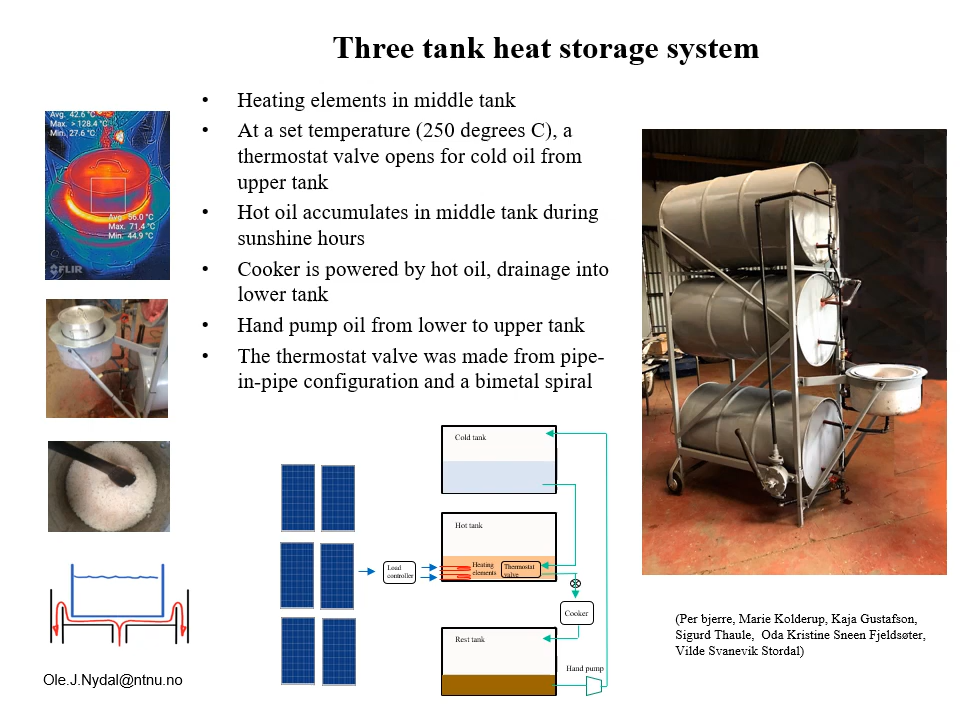 Three tank heat storage system
• Heating elements in middle tank
• At a set temperature (250 degrees C), a
thermostat valve opens for cold oil from
upper tank
• Hot oil accumulates in middle tank during
sunshine hours
• Cooker is powered by hot oil, drainage into
lower tank
• Hand pump oil from lower to upper tank
• The thermostat valve was made from pipe-
in-pipe configuration and a bimetal spiral
Avg. 42.6 °C
Max. > 128.4 °C
Min. 27.6 °C
Avg. 56.0 °C
Max. 71.4 °C
Min. 44.9 °C
FLIR
Cold tank
Hot tank
Load
controller
Heating
elements
Thermostat
valve
Cooker
Rest tank
Hand pump
(Per bjerre, Marie Kolderup, Kaja Gustafson,
Sigurd Thaule, Oda Kristine Sneen Fjeldsøter,
Vilde Svanevik Stordal)
Ole.J.Nydal@ntnu.no